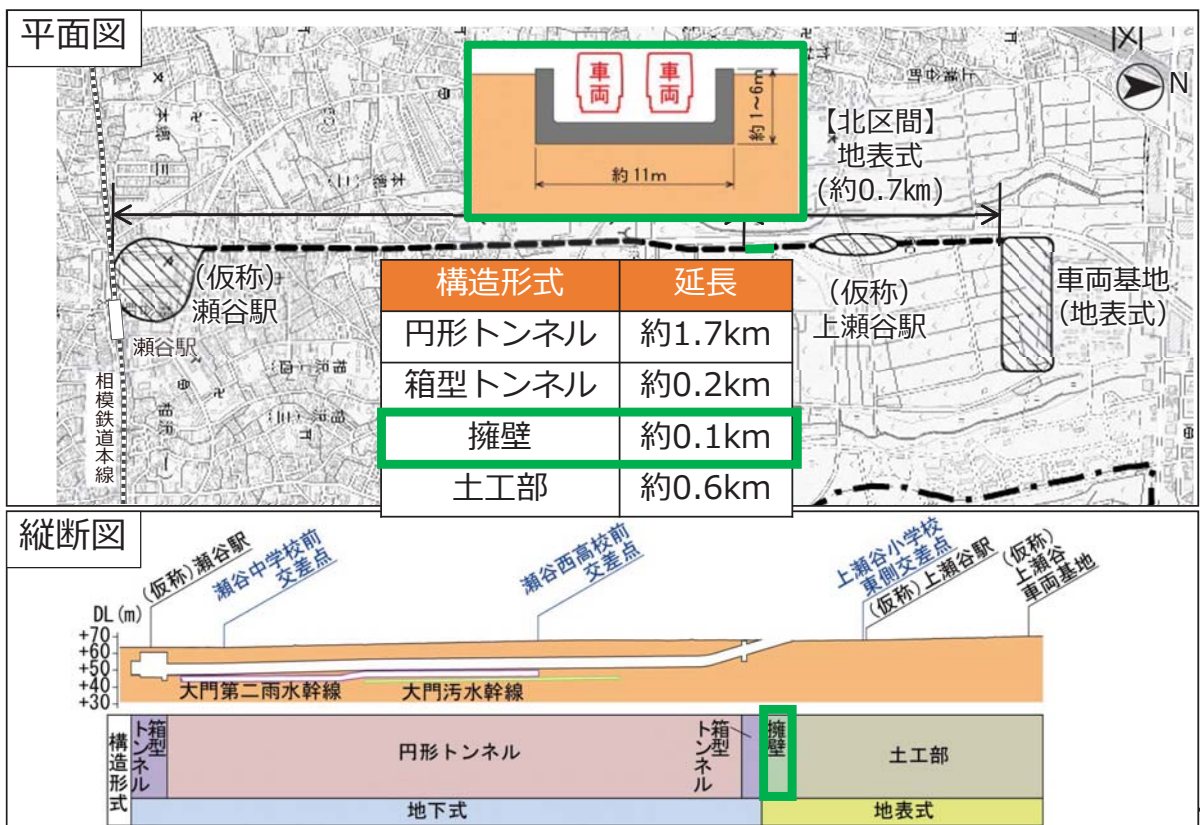 平面図
車両
車両
約1~6m
約11m
N
【北区間】
地表式
(約0.7km)
(仮称)
瀬谷駅
瀬谷駅
相模鉄道本線
構造形式 延長
円形トンネル 約1.7km
箱型トンネル 約0.2km
擁壁 約0.1km
土工部 約0.6km
(仮称)
上瀬谷駅
車両基地
(地表式)
縦断図
(仮称)瀬谷駅
瀬谷中学校前
交差点
瀬谷西高校前
交差点
上瀬谷小学校
東側交差点
(仮称)上瀬谷駅
(仮称)
上瀬谷
車両基地
DL(m)
+70
+60
+50
+40
+30
大門第二雨水幹線
大門汚水幹線
構造形式
箱型トンネル
円形トンネル
箱型トンネル
擁壁
土工部
地下式
地表式